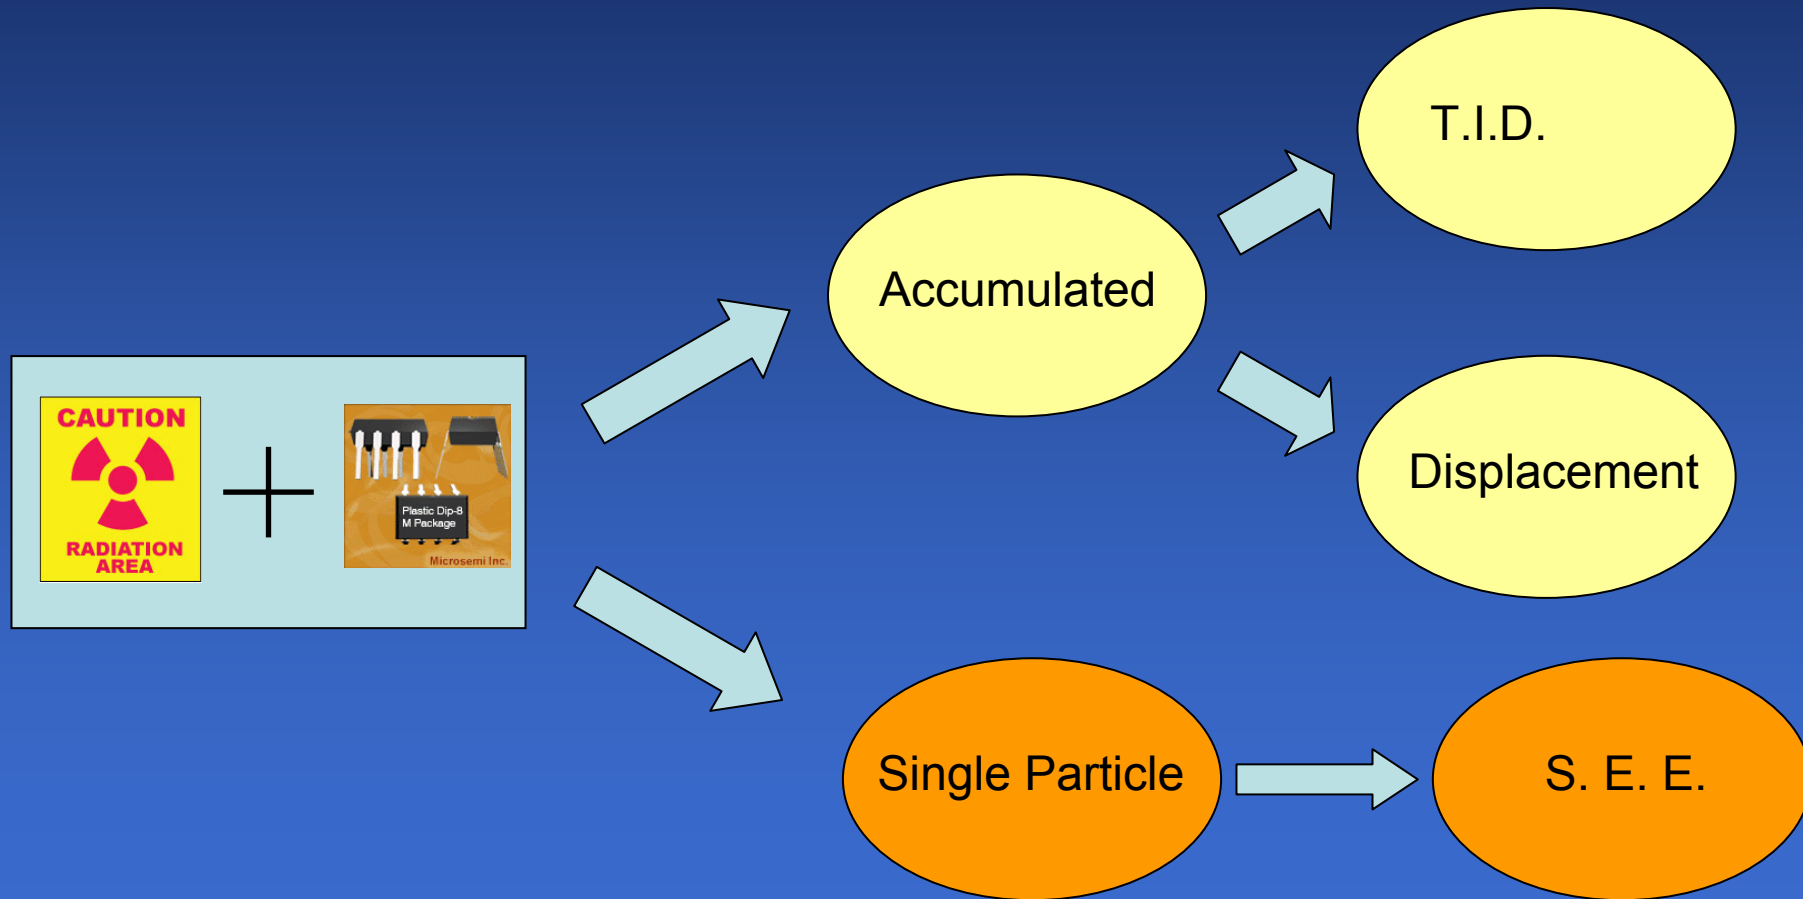 CAUTION
RADIATION
AREA
Plastic Dip-8
M Package
Microsemi Inc.
Accumulated
T.I.D.
Displacement
Single Particle
S. E. E.